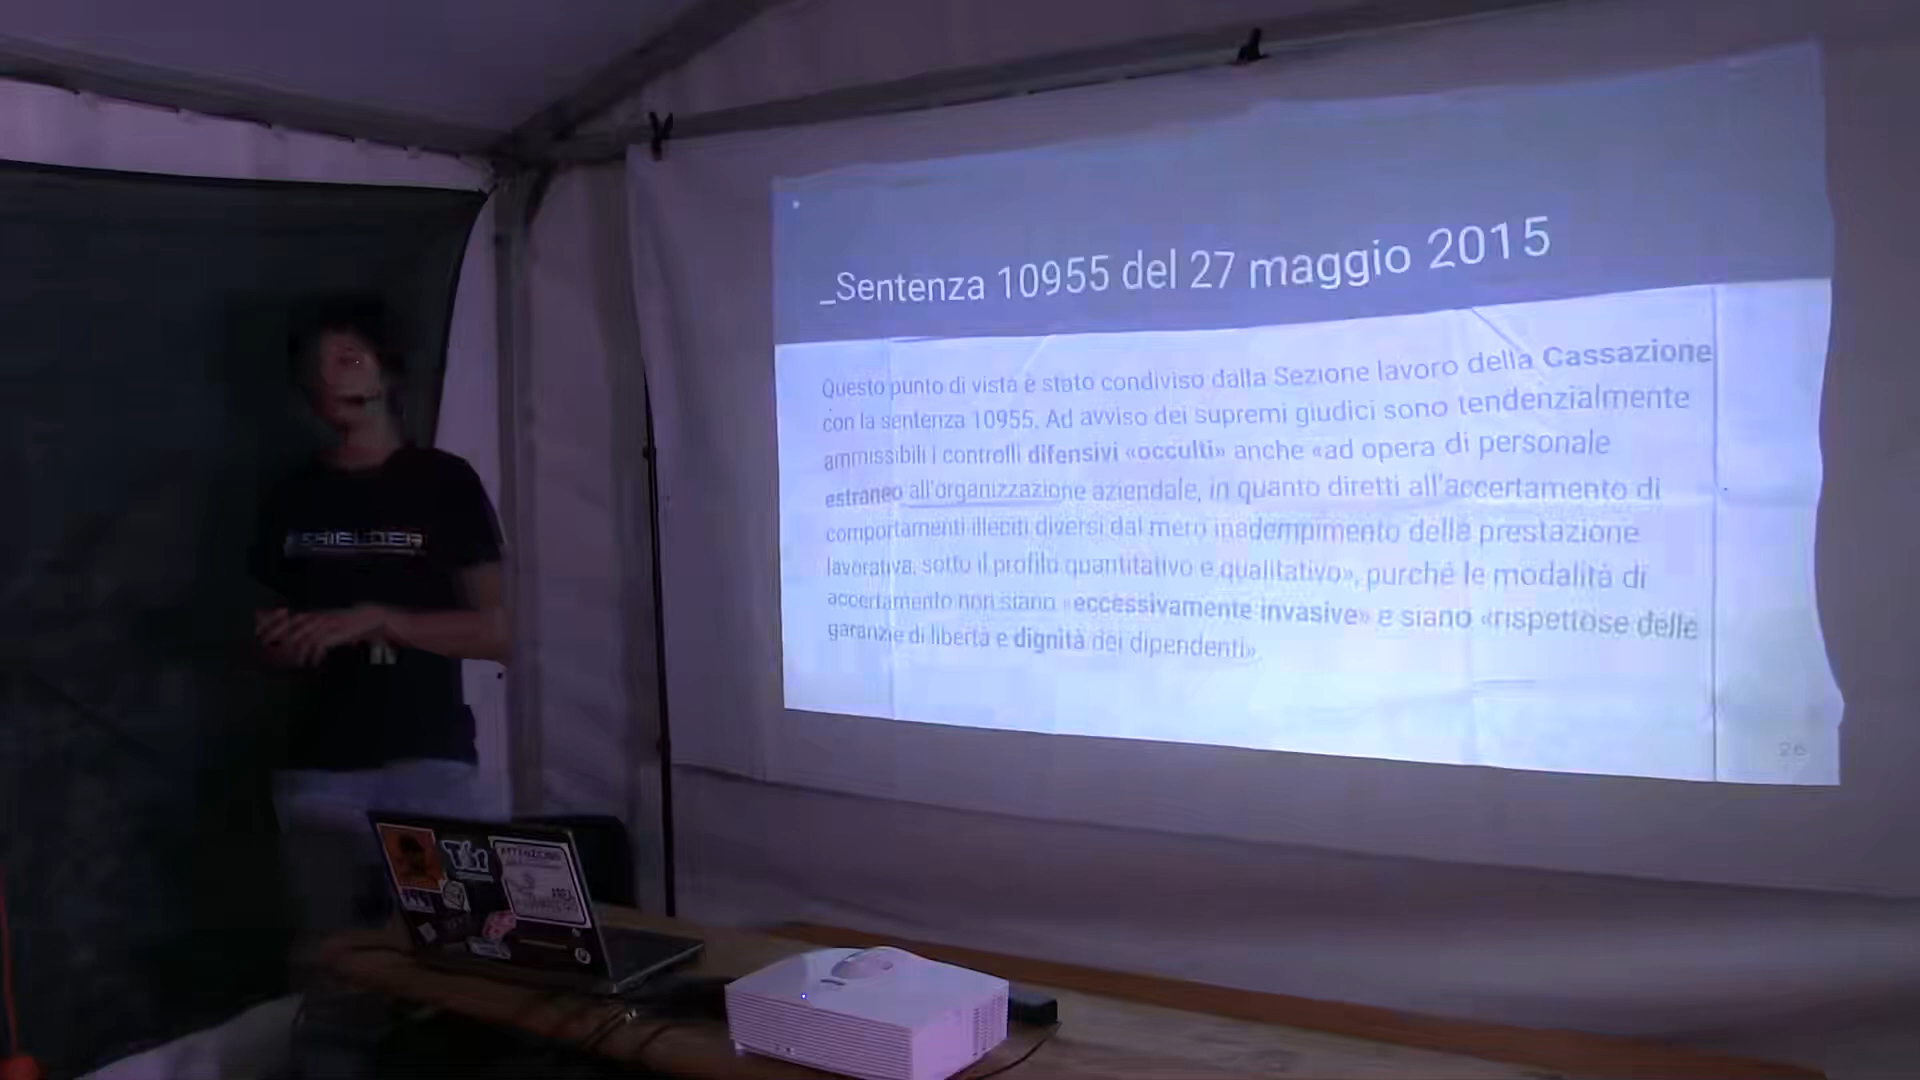 _Sentenza 10955 del 27 maggio 2015
Questo punto di vista è stato condiviso dalla Sezione lavoro della Cassazione
con la sentenza 10955. Ad avviso dei supremi giudici sono tendenzialmente
ammissibili i controlli difensivi «occulti» anche «ad opera di personale
estraneo all'organizzazione aziendale, in quanto diretti all'accertamento di
comportamenti illeciti diversi dal mero inadempimento della prestazione
lavorativa, sotto il profilo quantitativo e qualitativo», purché le modalità di
accertamento non siano «eccessivamente invasive» e siano «rispettose delle
garanzie di libertà e dignità dei dipendenti».
26
Tor
ATTENZIONE
AREA